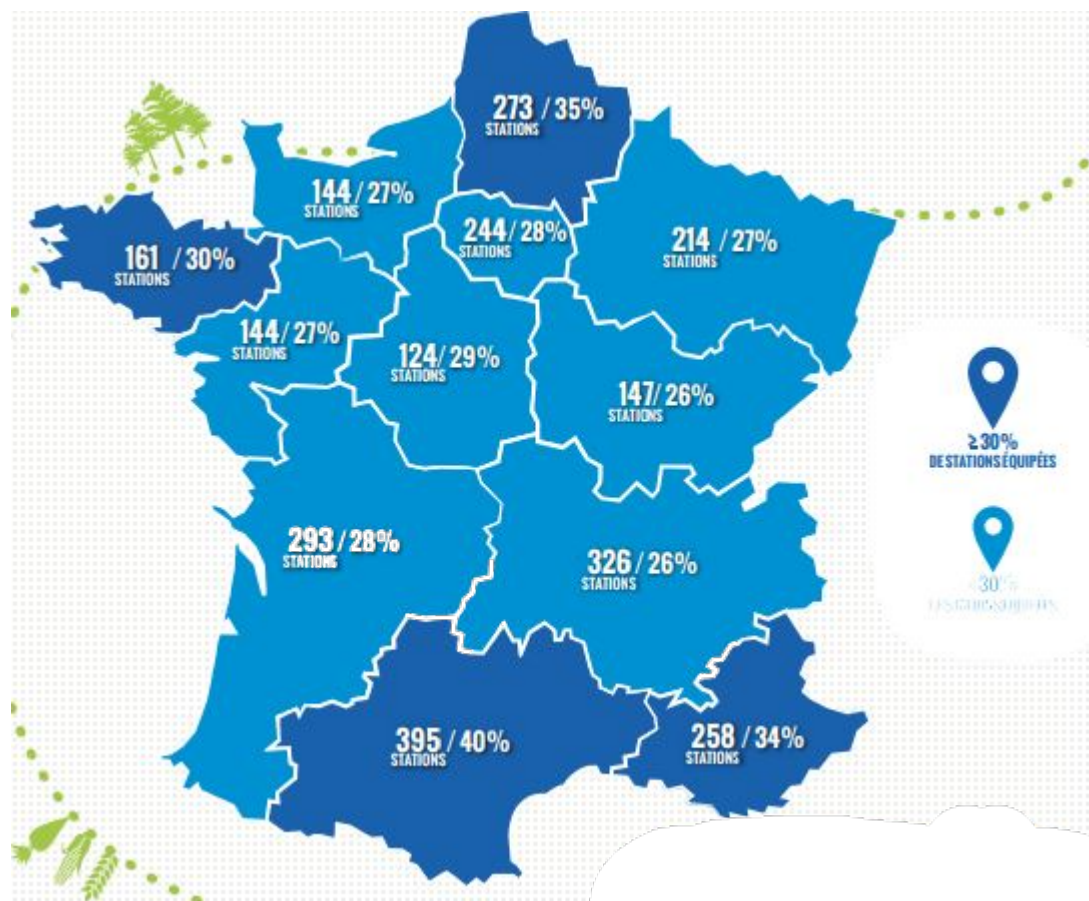 273 / 35%
STATIONS
144 / 27%
STATIONS
244 / 28%
STATIONS
214 / 27%
STATIONS
161 / 30%
STATIONS
144 / 27%
STATIONS
124 / 29%
STATIONS
147 / 26%
STATIONS
≥30%
DE STATIONS ÉQUIPÉES
293 / 28%
STATIONS
326 / 26%
STATIONS
30%
395 / 40%
STATIONS
258 / 34%
STATIONS